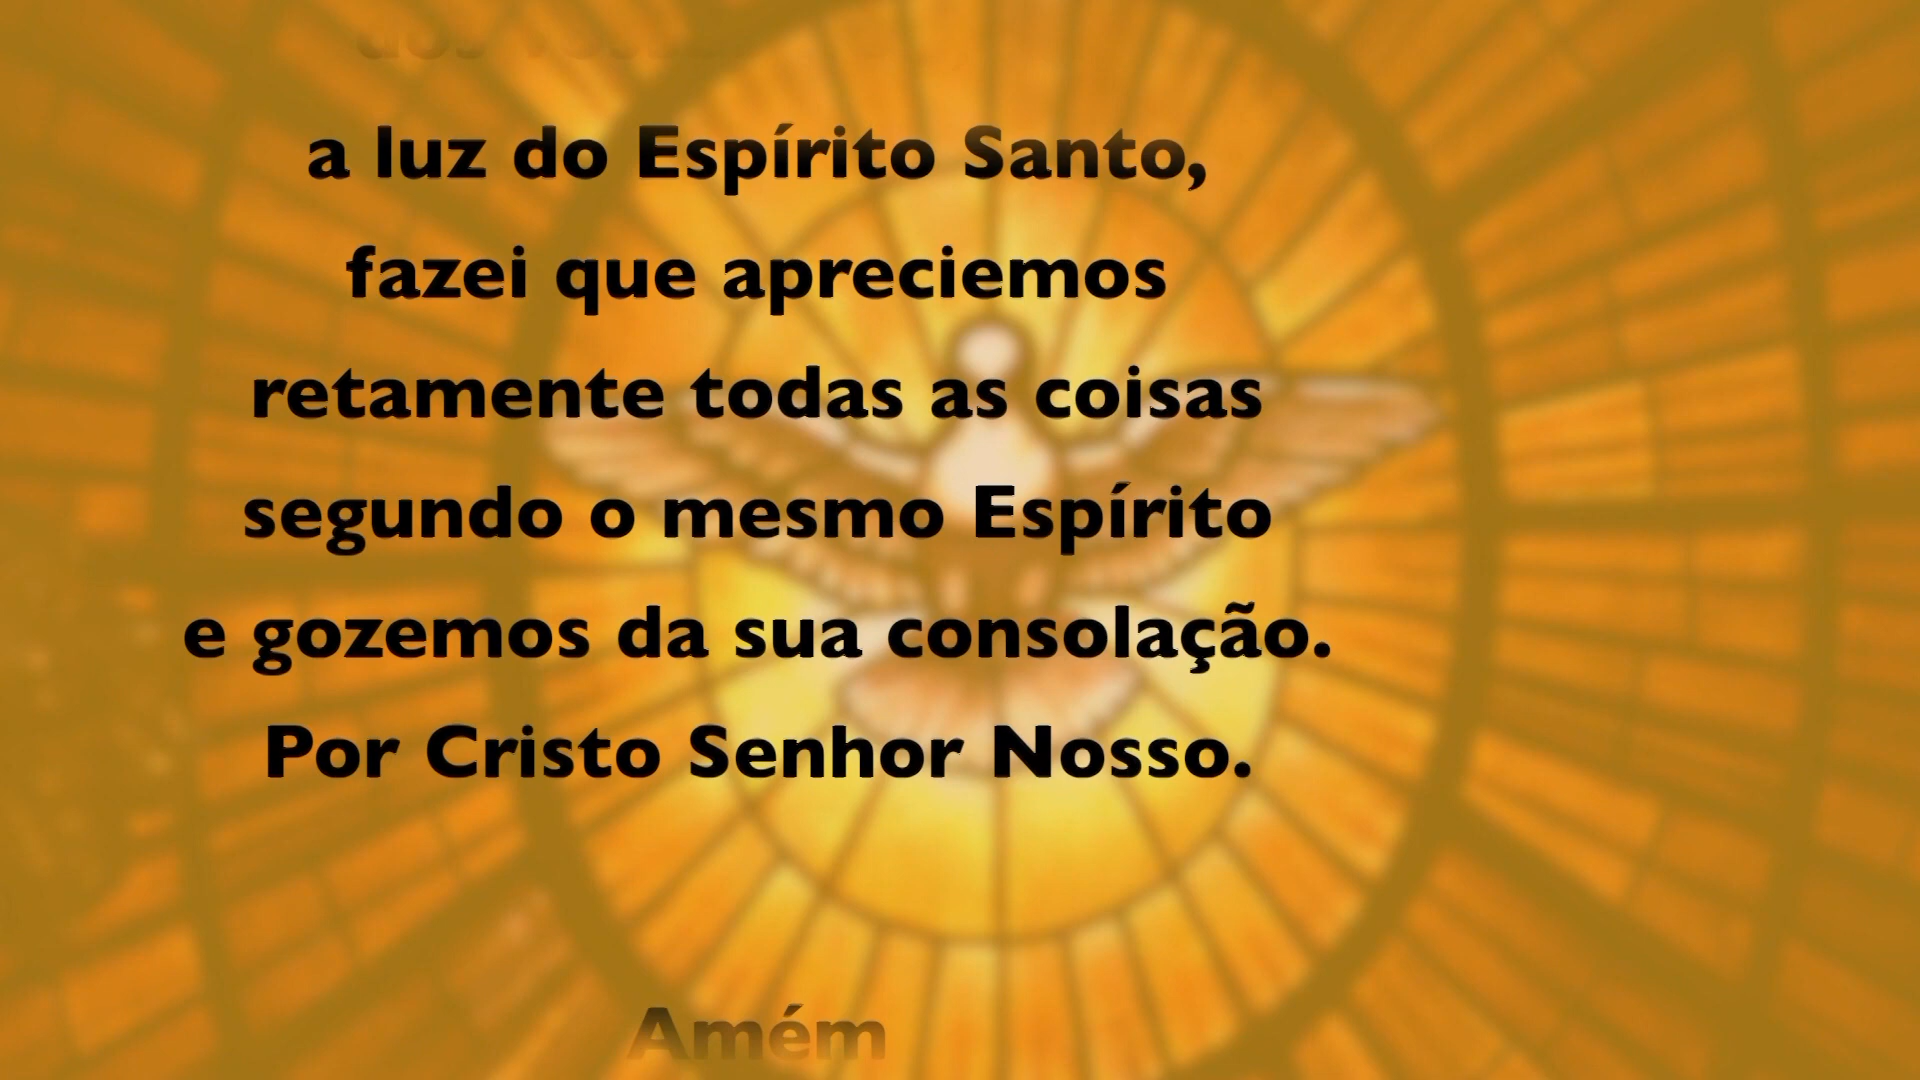 a luz do Espírito Santo,
fazei que apreciemos
retamente todas as coisas
segundo o mesmo Espírito
e gozemos da sua consolação.
Por Cristo Senhor Nosso.
Amém